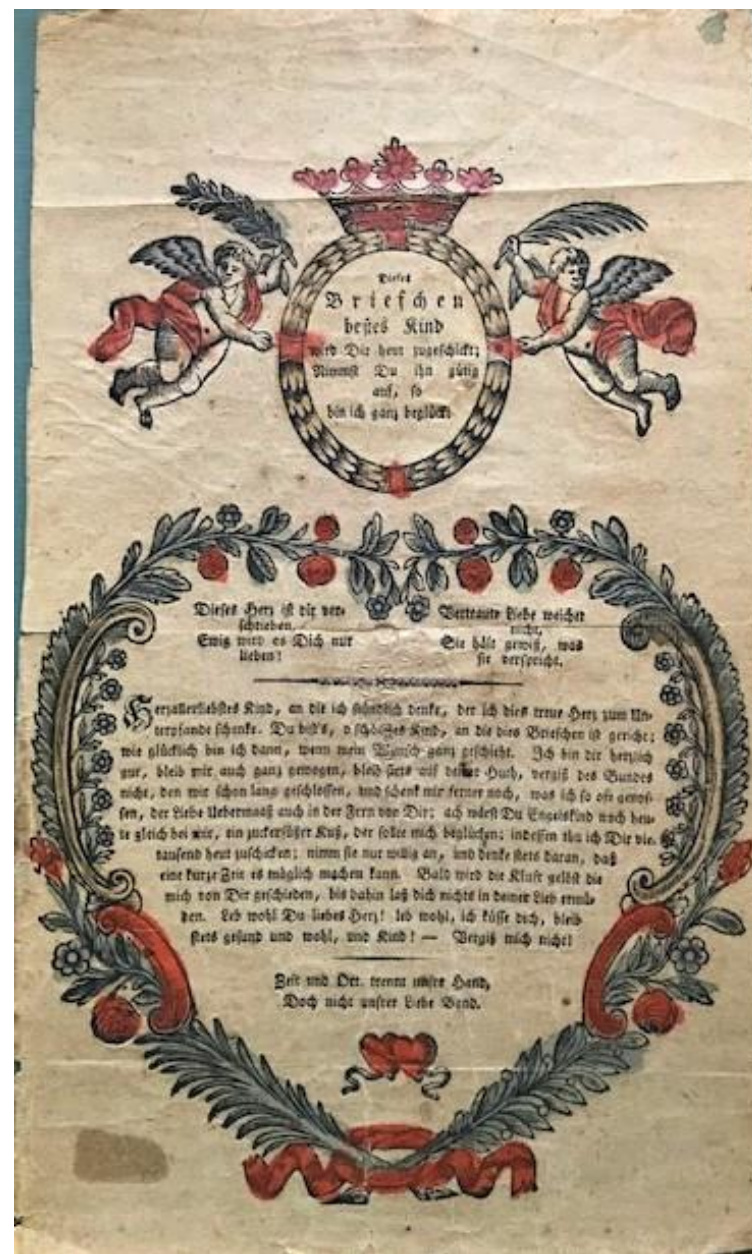 Dieses
Briefchen
bestes Kind
wird Dir heut zugeschickt;
Nimmst Du ihn gütig
auf, so
bin ich ganz beglückt
Dieses Herz ist dir ver-
schrieben,
Ewig wird es Dich nur
lieben!
Vertraute Liebe weichet
nicht,
Sie hält gewiß, was
sie verspricht.
Herzallerliebstes Kind, an die ich stündlich denke, der ich dies treue Herz zum Un-
terpfande schenke. Du bist's, o schönstes Kind, an die dies Briefchen ist gericht;
wie glücklich bin ich dann, wenn mein Wunsch ganz geschieht. Ich bin dir herzlich
gut, bleib mir auch ganz gewogen, bleib stets auf deiner Huth, vergiß des Bundes
nicht, den wir schon lang geschlossen, und schenk mir ferner noch, was ich so oft genos-
sen, der Liebe Uebermaaß auch in der Fern von Dir; ach wärst Du Engelskind noch heu-
te gleich bei mir, ein zuckersüßer Kuß, der sollte mich beglücken; indessen thu ich Dir vie-
tausend heut zuschicken; nimm sie nur willig an, und denke stets daran, daß
eine kurze Zeit es möglich machen kann. Bald wird die Kluft gelöst die
mich von Dir geschieden, bis dahin laß dich nichts in deiner Lieb ermü-
den. Leb wohl Du liebes Herz! leb wohl, ich küsse dich, bleib
stets gesund und wohl, und Kind! — Vergiß mich nicht!
Zeit und Ort. trennt unsre Hand,
Doch nicht unsrer Liebe Band.